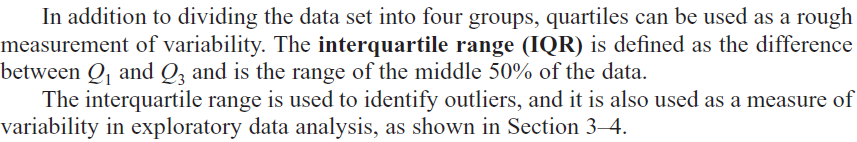 In addition to dividing the data set into four groups, quartiles can be used as a rough
measurement of variability. The interquartile range (IQR) is defined as the difference
between Q₁ and Q₃ and is the range of the middle 50% of the data.
The interquartile range is used to identify outliers, and it is also used as a measure of
variability in exploratory data analysis, as shown in Section 3–4.